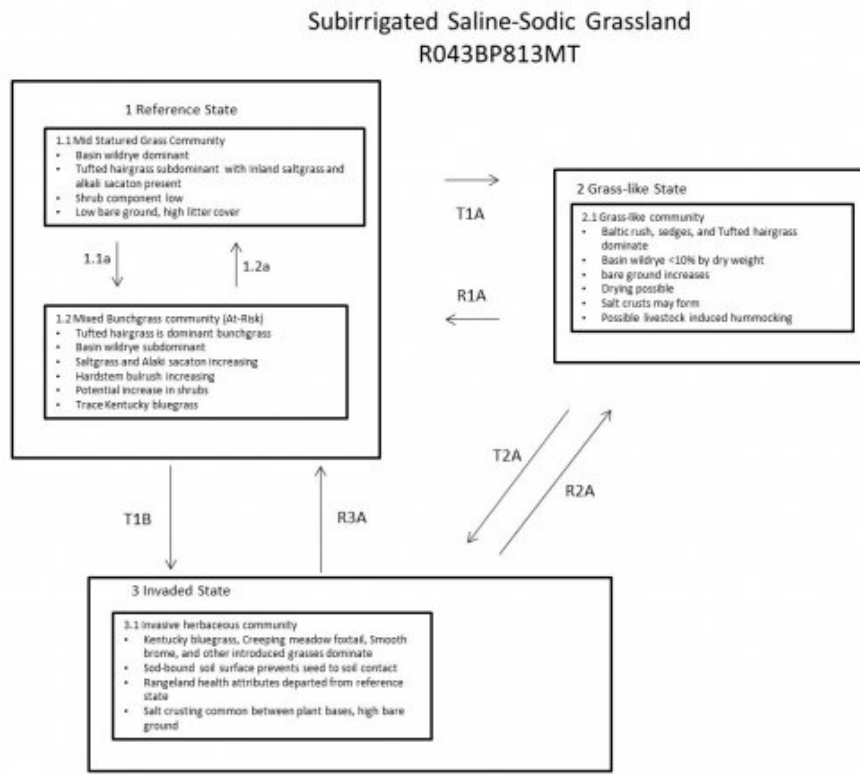 Subirrigated Saline-Sodic Grassland
R043BP813MT
1 Reference State
1.1 Mid Statured Grass Community
• Basin wildrye dominant
• Tufted hairgrass subdominant with inland saltgrass and
alkali sacaton present
• Shrub component low
• Low bare ground, high litter cover
1.1a
1.2a
1.2 Mixed Bunchgrass community (At-Risk)
• Tufted hairgrass is dominant bunchgrass
• Basin wildrye subdominant
• Saltgrass and Alaki sacaton increasing
• Hardstem bulrush increasing
• Potential increase in shrubs
• Trace Kentucky bluegrass
T1A
R1A
2 Grass-like State
2.1 Grass-like community
• Baltic rush, sedges, and Tufted hairgrass
dominate
• Basin wildrye <10% by dry weight
• bare ground increases
• Drying possible
• Salt crusts may form
• Possible livestock induced hummocking
T1B
R3A
T2A
R2A
3 Invaded State
3.1 Invasive herbaceous community
• Kentucky bluegrass, Creeping meadow foxtail, Smooth
brome, and other introduced grasses dominate
• Sod-bound soil surface prevents seed to soil contact
• Rangeland health attributes departed from reference
state
• Salt crusting common between plant bases, high bare
ground